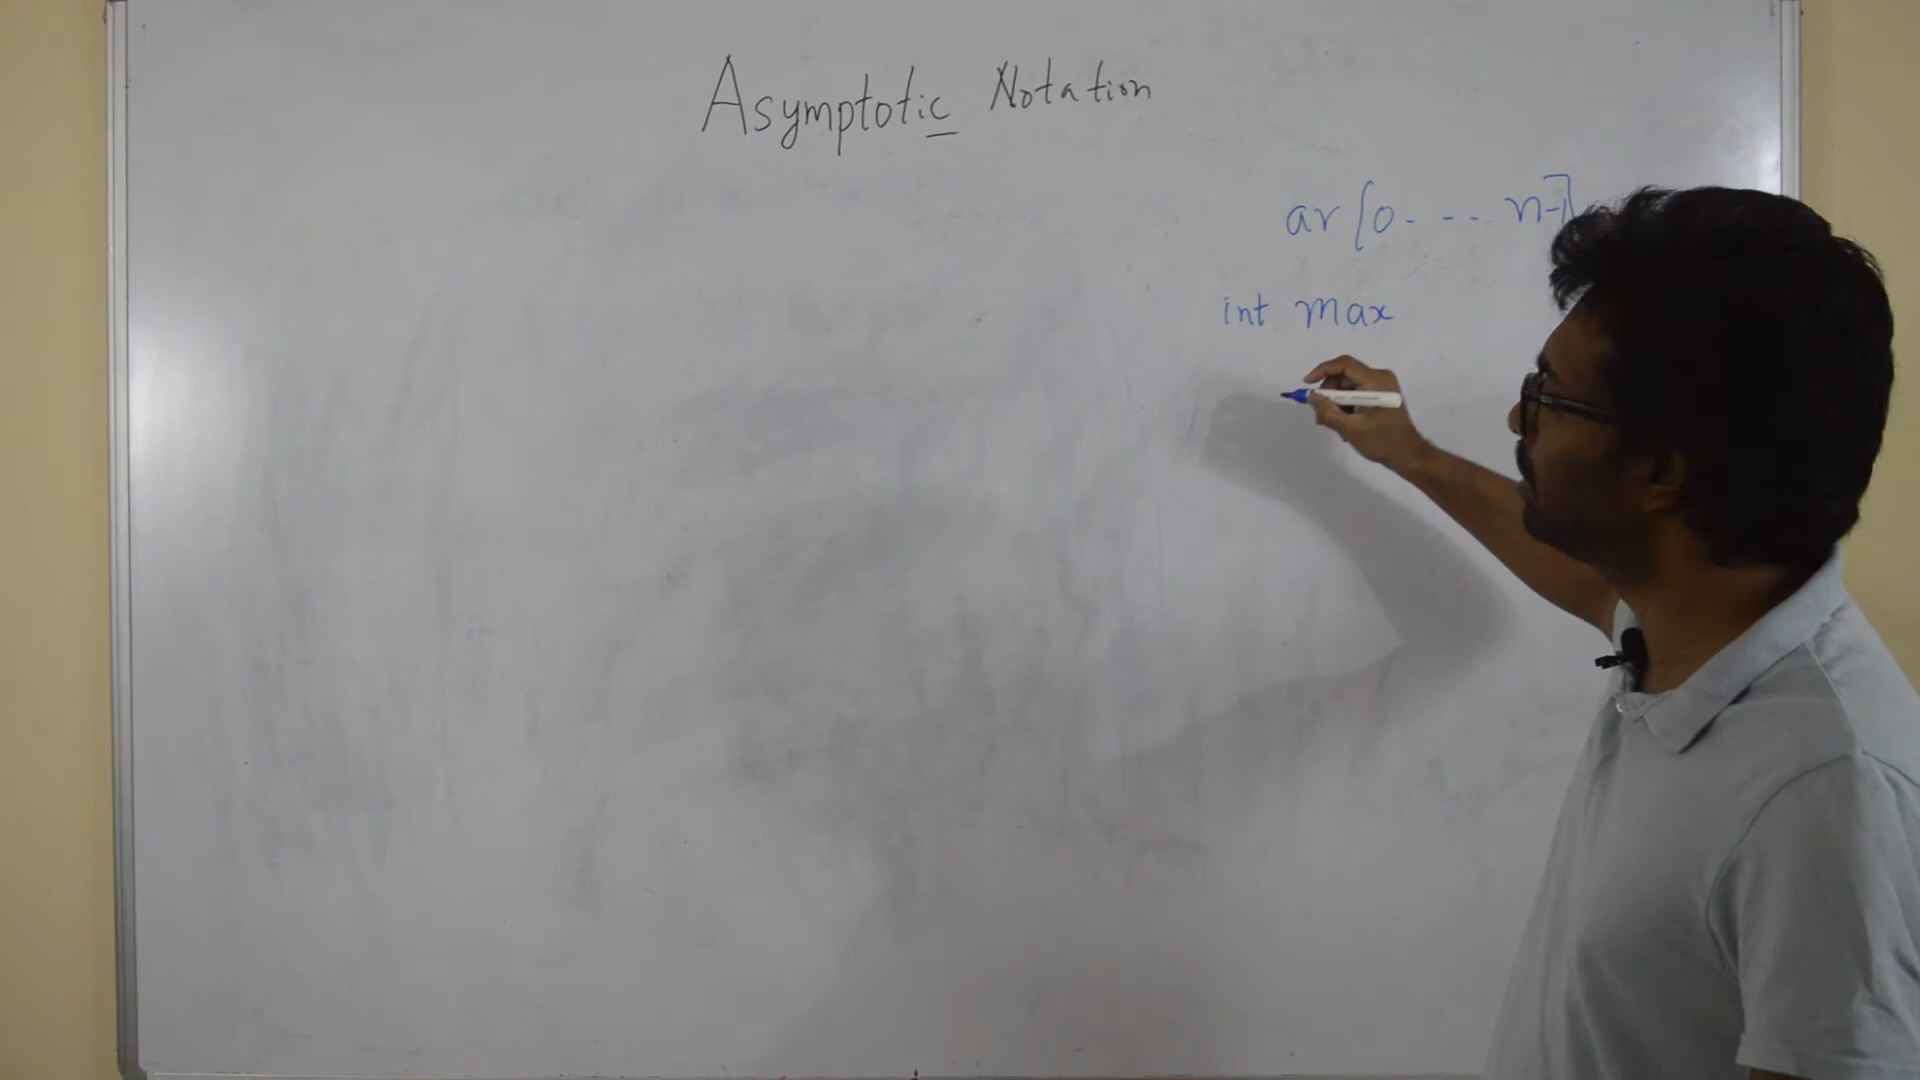 Asymptotic Notation
ar[0. - - . n-1]
int max